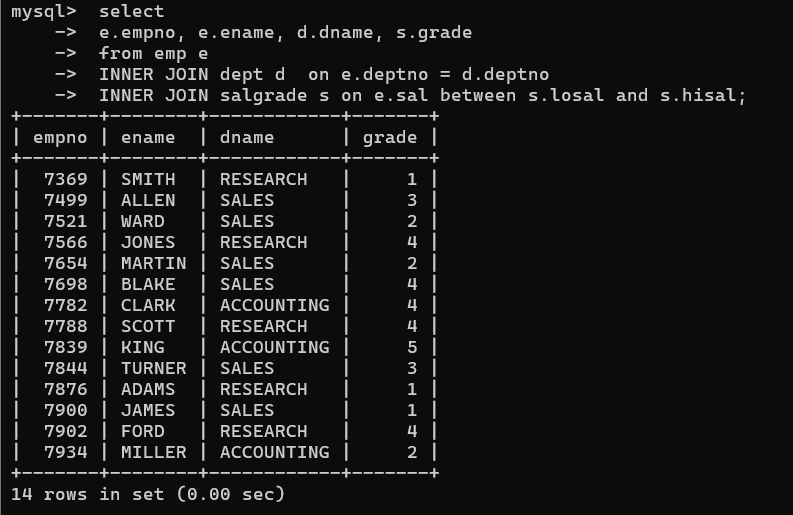 mysql>  select
    ->  e.empno, e.ename, d.dname, s.grade
    ->  from emp e
    ->  INNER JOIN dept d  on e.deptno = d.deptno
    ->  INNER JOIN salgrade s on e.sal between s.losal and s.hisal;
+-------+--------+------------+-------+
| empno | ename  | dname      | grade |
+-------+--------+------------+-------+
|  7369 | SMITH  | RESEARCH   |     1 |
|  7499 | ALLEN  | SALES      |     3 |
|  7521 | WARD   | SALES      |     2 |
|  7566 | JONES  | RESEARCH   |     4 |
|  7654 | MARTIN | SALES      |     2 |
|  7698 | BLAKE  | SALES      |     4 |
|  7782 | CLARK  | ACCOUNTING |     4 |
|  7788 | SCOTT  | RESEARCH   |     4 |
|  7839 | KING   | ACCOUNTING |     5 |
|  7844 | TURNER | SALES      |     3 |
|  7876 | ADAMS  | RESEARCH   |     1 |
|  7900 | JAMES  | SALES      |     1 |
|  7902 | FORD   | RESEARCH   |     4 |
|  7934 | MILLER | ACCOUNTING |     2 |
+-------+--------+------------+-------+
14 rows in set (0.00 sec)